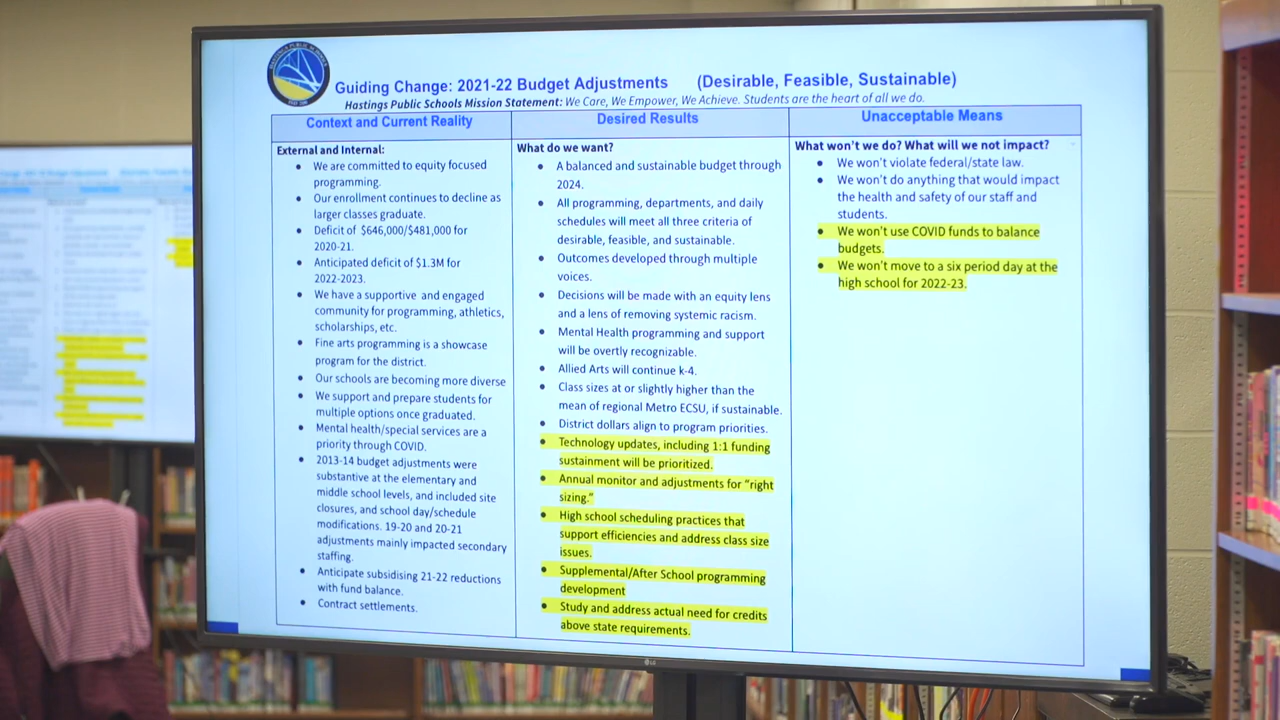 Guiding Change: 2021-22 Budget Adjustments (Desirable, Feasible, Sustainable)
Hastings Public Schools Mission Statement: We Care, We Empower, We Achieve. Students are the heart of all we do.
Context and Current Reality
External and Internal:
• We are committed to equity focused
programming.
• Our enrollment continues to decline as
larger classes graduate.
• Deficit of $646,000/$481,000 for
2020-21.
• Anticipated deficit of $1.3M for
2022-2023.
• We have a supportive and engaged
community for programming, athletics,
scholarships, etc.
• Fine arts programming is a showcase
program for the district.
• Our schools are becoming more diverse
• We support and prepare students for
multiple options once graduated.
• Mental health/special services are a
priority through COVID.
• 2013-14 budget adjustments were
substantive at the elementary and
middle school levels, and included site
closures, and school day/schedule
modifications. 19-20 and 20-21
adjustments mainly impacted secondary
staffing.
• Anticipate subsidising 21-22 reductions
with fund balance.
• Contract settlements.
Desired Results
What do we want?
• A balanced and sustainable budget through
2024.
• All programming, departments, and daily
schedules will meet all three criteria of
desirable, feasible, and sustainable.
• Outcomes developed through multiple
voices.
• Decisions will be made with an equity lens
and a lens of removing systemic racism.
• Mental Health programming and support
will be overtly recognizable.
• Allied Arts will continue k-4.
• Class sizes at or slightly higher than the
mean of regional Metro ECSU, if sustainable.
• District dollars align to program priorities.
• Technology updates, including 1:1 funding
sustainment will be prioritized.
• Annual monitor and adjustments for “right
sizing.”
• High school scheduling practices that
support efficiencies and address class size
issues.
• Supplemental/After School programming
development
• Study and address actual need for credits
above state requirements.
Unacceptable Means
What won’t we do? What will we not impact?
• We won’t violate federal/state law.
• We won’t do anything that would impact
the health and safety of our staff and
students.
• We won’t use COVID funds to balance
budgets.
• We won’t move to a six period day at the
high school for 2022-23.
LG